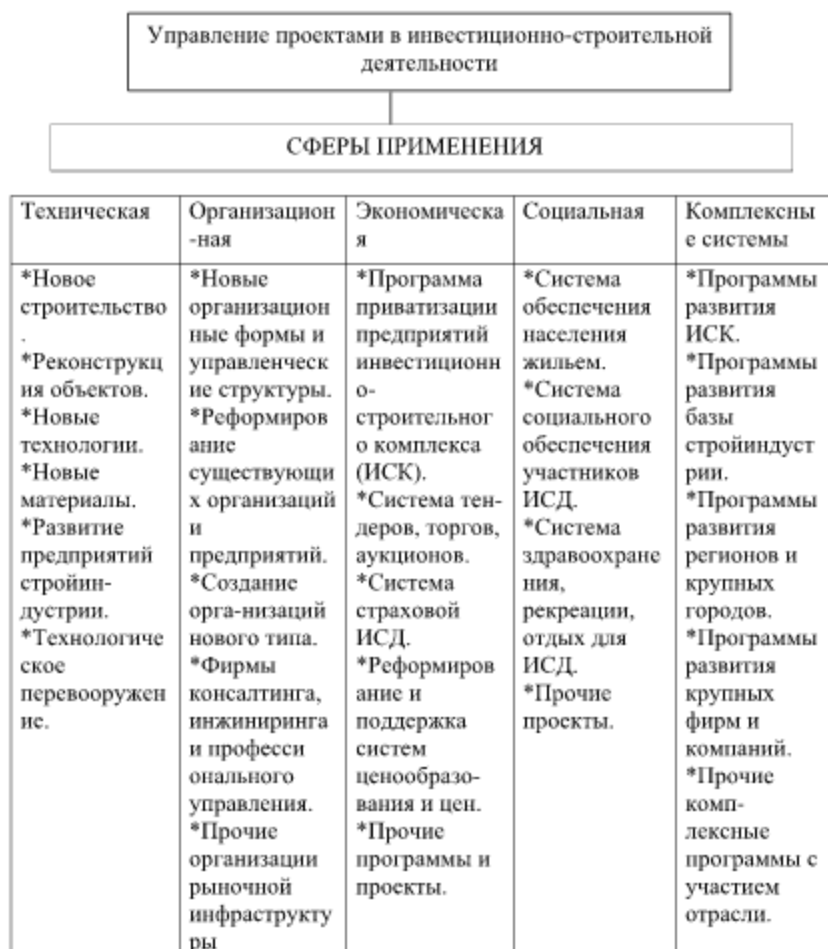 Управление проектами в инвестиционно-строительной
деятельности
СФЕРЫ ПРИМЕНЕНИЯ
Техническая
Организацион
-ная
Экономическа
я
Социальная
Комплексны
е системы
*Новое
строительство
.
*Реконструкц
ия объектов.
*Новые
технологии.
*Новые
материалы.
*Развитие
предприятий
стройин-
дустрии.
*Технологиче
ское
перевооружен
ие.
*Новые
организацион
ные формы и
управленческ
ие структуры.
*Реформиров
ание
существующи
х организаций
и
предприятий.
*Создание
орга-низаций
нового типа.
*Фирмы
консалтинга,
инжиниринга
и професси
онального
управления.
*Прочие
организации
рыночной
инфраструкту
ры
*Программа
приватизации
предприятий
инвестиционн
о-
строительног
о комплекса
(ИСК).
*Система тен-
деров, торгов,
аукционов.
*Система
страховой
ИСД.
*Реформиров
ание и
поддержка
систем
ценообразо-
вания и цен.
*Прочие
программы и
проекты.
*Система
обеспечения
населения
жильем.
*Система
социального
обеспечения
участников
ИСД.
*Система
здравоохране
ния,
рекреации,
отдых для
ИСД.
*Прочие
проекты.
*Программы
развития
ИСК.
*Программы
развития
базы
стройиндуст
рии.
*Программы
развития
регионов и
крупных
городов.
*Программы
развития
крупных
фирм и
компаний.
*Прочие
комп-
лексные
программы с
участием
отрасли.